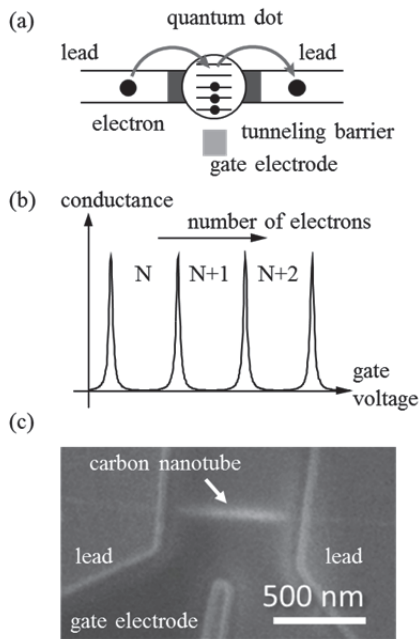 (a)
quantum dot
lead
lead
electron
tunneling barrier
gate electrode
(b)
conductance
number of electrons
N
N+1
N+2
gate
voltage
(c)
carbon nanotube
lead
lead
gate electrode
500 nm